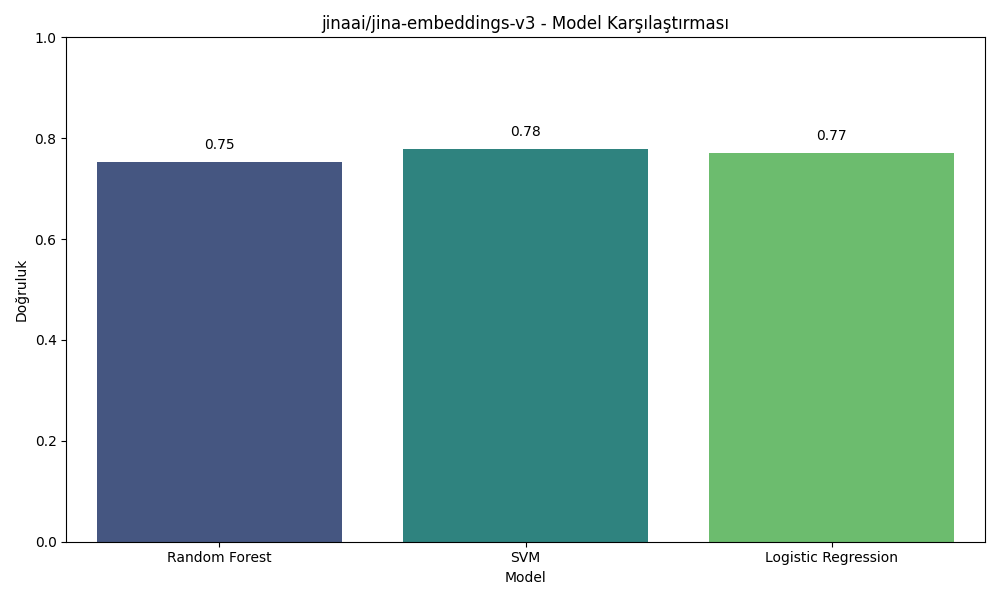 jinaai/jina-embeddings-v3 - Model Karşılaştırması
1.0
0.8
0.6
0.4
0.2
0.0
Doğruluk
0.75
0.78
0.77
Random Forest
SVM
Logistic Regression
Model